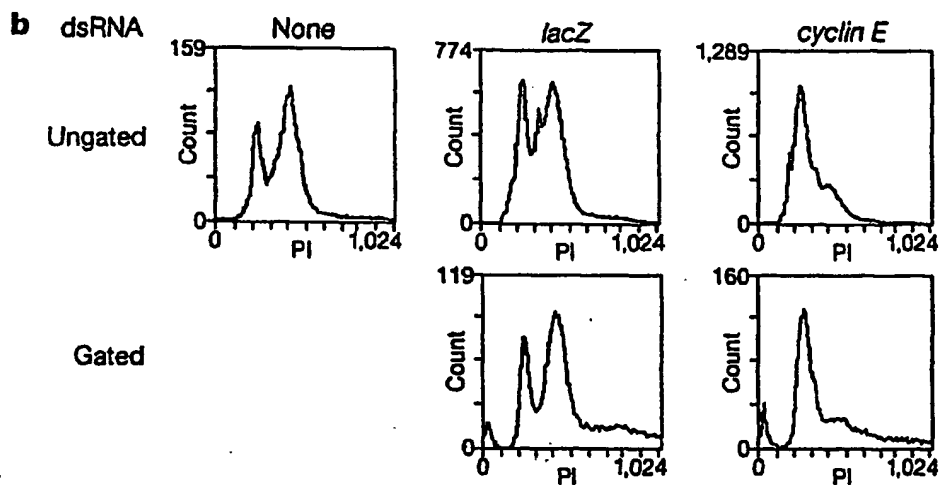 b dsRNA None lacZ cyclin E
Ungated
159
Count
0
0 PI 1,024
774
Count
0
0 PI 1,024
1,289
Count
0
0 PI 1,024
Gated
119
Count
0
0 PI 1,024
160
Count
0
0 PI 1,024